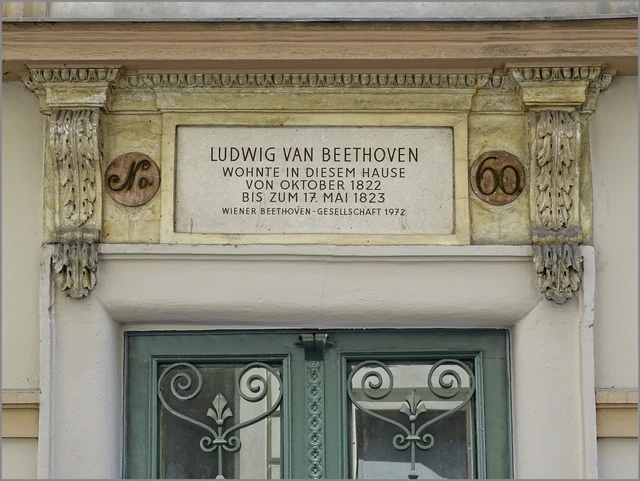 No.
LUDWIG VAN BEETHOVEN
WOHNTE IN DIESEM HAUSE
VON OKTOBER 1822
BIS ZUM 17. MAI 1823
WIENER BEETHOVEN-GESELLSCHAFT 1972
60